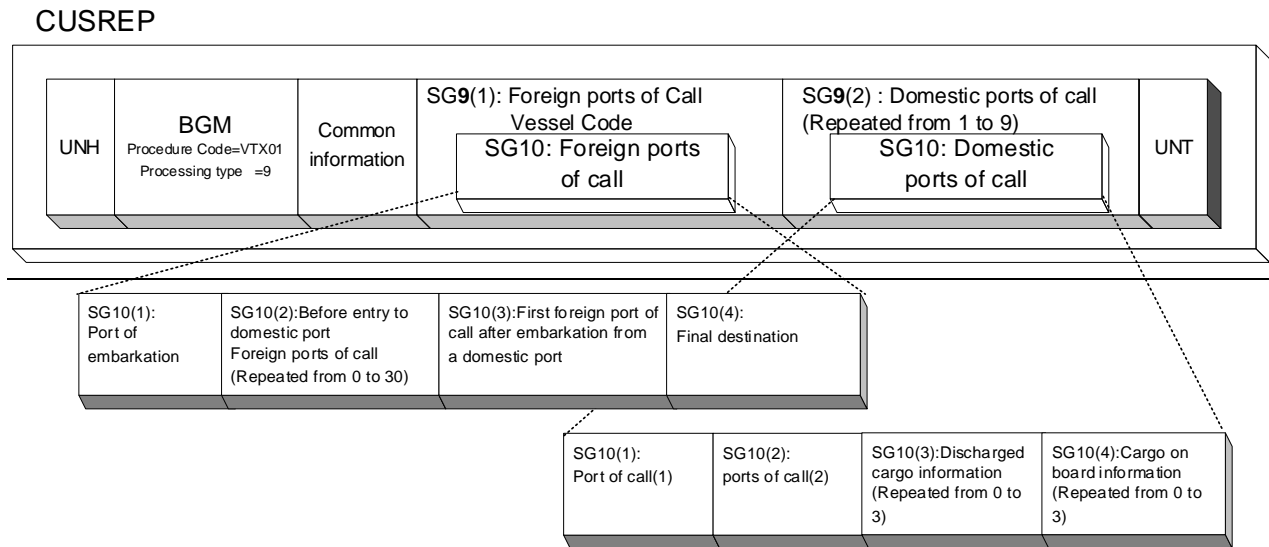 CUSREP
UNH
BGM
Procedure Code=VTX01
Processing type =9
Common
information
SG9(1): Foreign ports of Call
Vessel Code
SG10: Foreign ports
of call
SG9(2) : Domestic ports of call
(Repeated from 1 to 9)
SG10: Domestic
ports of call
UNT
SG10(1):
Port of
embarkation
SG10(2):Before entry to
domestic port
Foreign ports of call
(Repeated from 0 to 30)
SG10(3):First foreign port of
call after embarkation from
a domestic port
SG10(4):
Final destination
SG10(1):
Port of call(1)
SG10(2):
ports of call(2)
SG10(3):Discharged
cargo information
(Repeated from 0 to
3)
SG10(4):Cargo on
board information
(Repeated from 0 to
3)